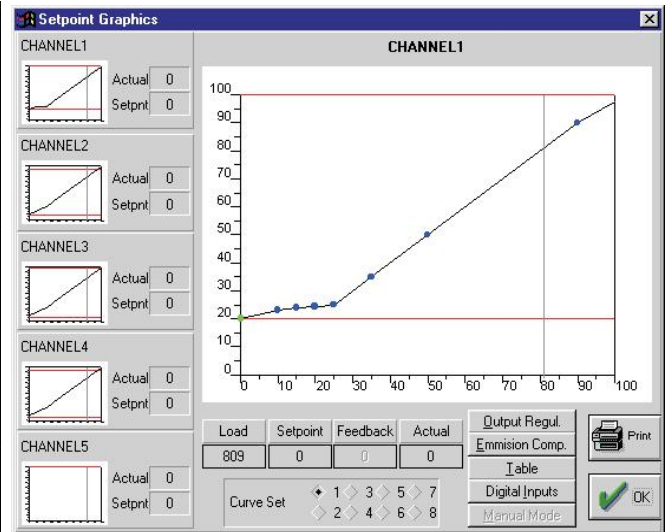 Setpoint Graphics
CHANNEL1
Actual 0
Setpnt 0
CHANNEL2
Actual 0
Setpnt 0
CHANNEL3
Actual 0
Setpnt 0
CHANNEL4
Actual 0
Setpnt 0
CHANNEL5
Actual 0
Setpnt 0
CHANNEL1
100
90
80
70
60
50
40
30
20
10
0
0 10 20 30 40 50 60 70 80 90 100
Load Setpoint Feedback Actual
809 0 0 0
Curve Set 1 3 5 7
2 4 6 8
Output Regul.
Emmision Comp.
Table
Digital Inputs
Manual Mode
Print
OK